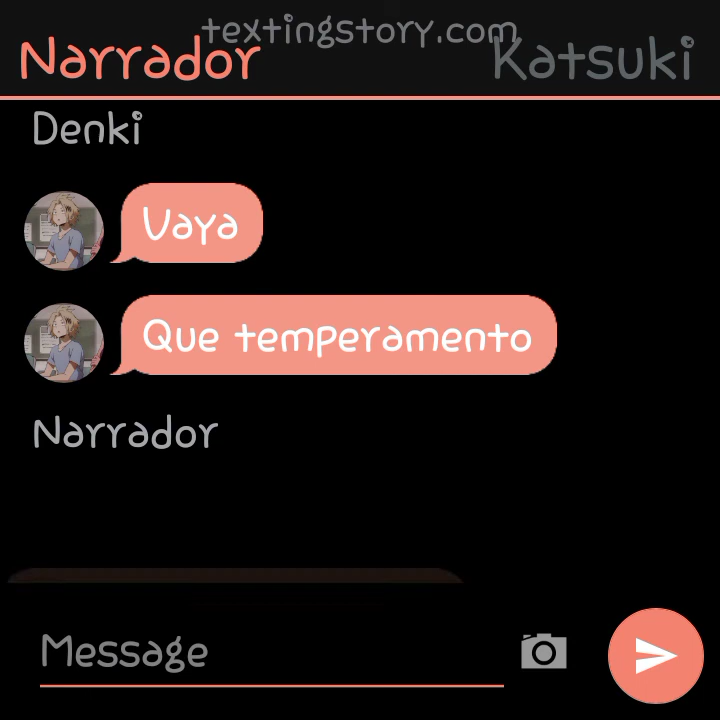 textingstory.com
Narrador Katsuki
Denki
Vaya
Que temperamento
Narrador
Message